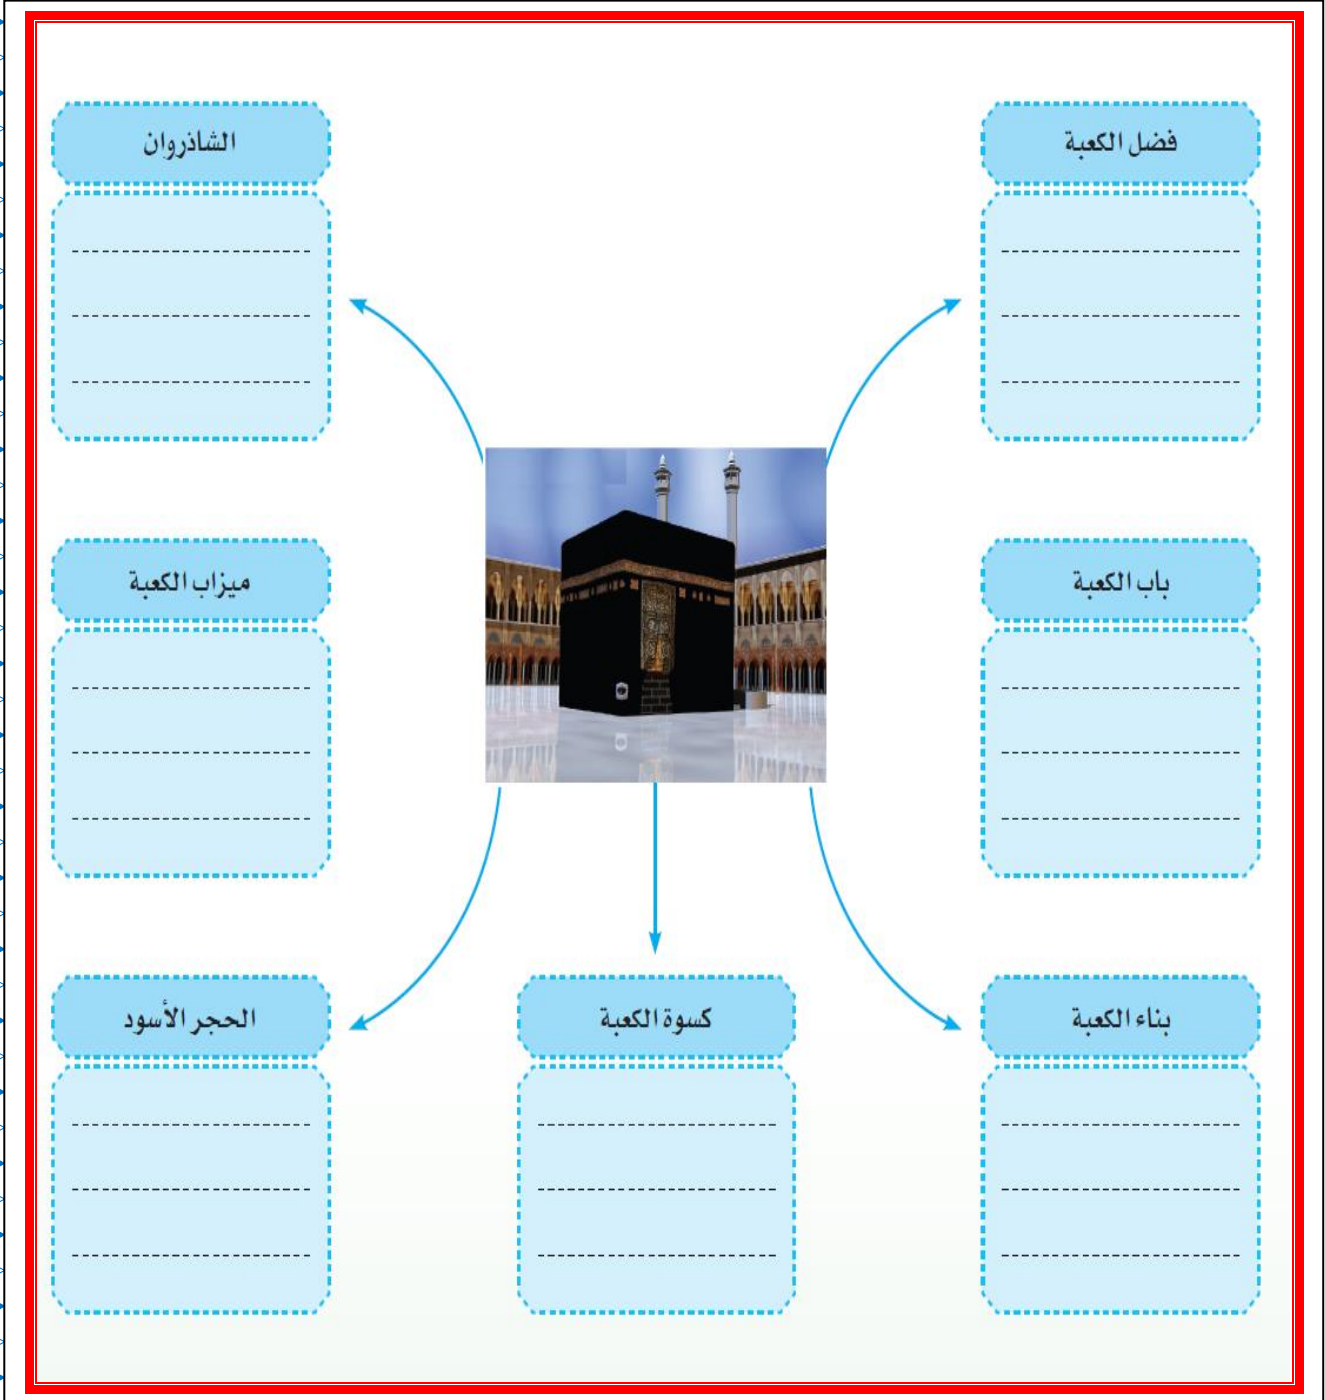 فضل الكعبة
الشاذروان
باب الكعبة
ميزاب الكعبة
بناء الكعبة
كسوة الكعبة
الحجر الأسود